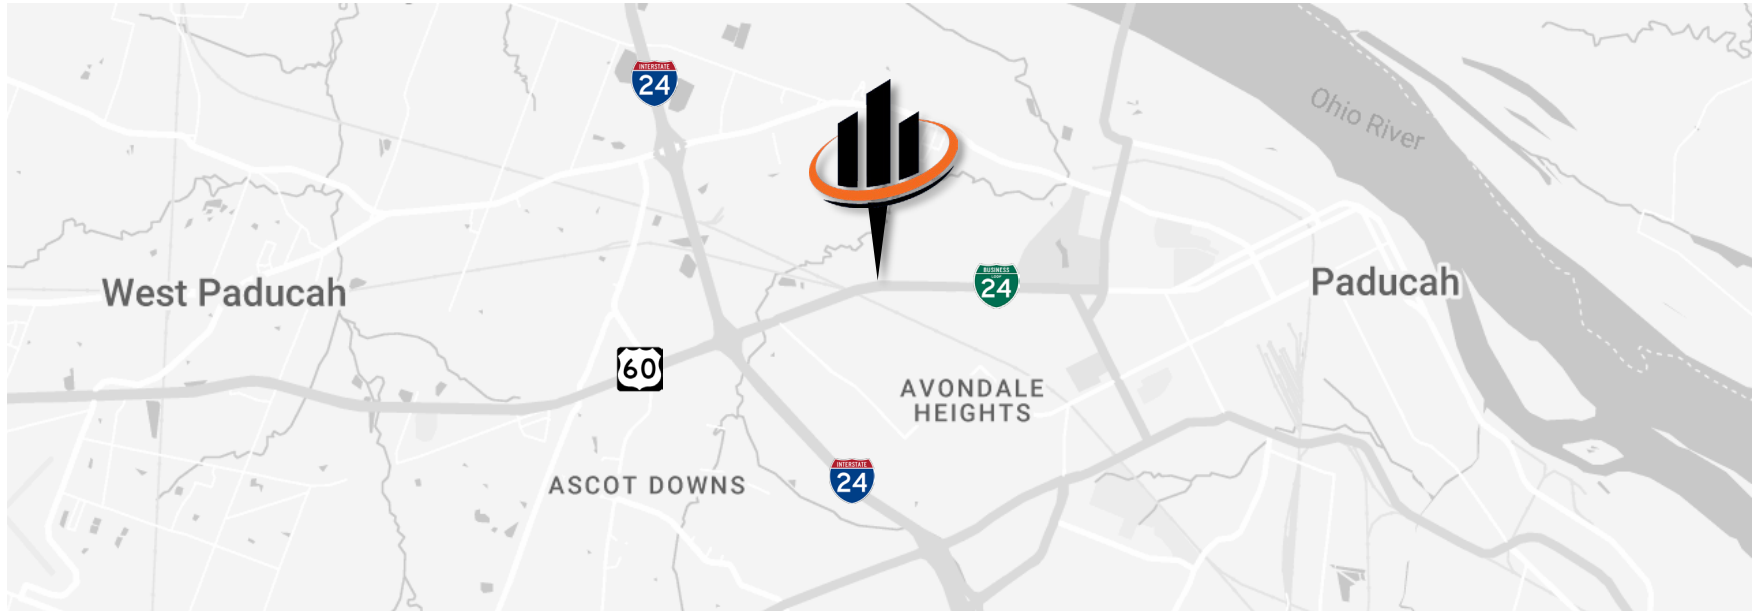 INTERSTATE
24
Ohio River
West Paducah
BUSINESS
LOOP
24
Paducah
60
AVONDALE
HEIGHTS
ASCOT DOWNS
INTERSTATE
24